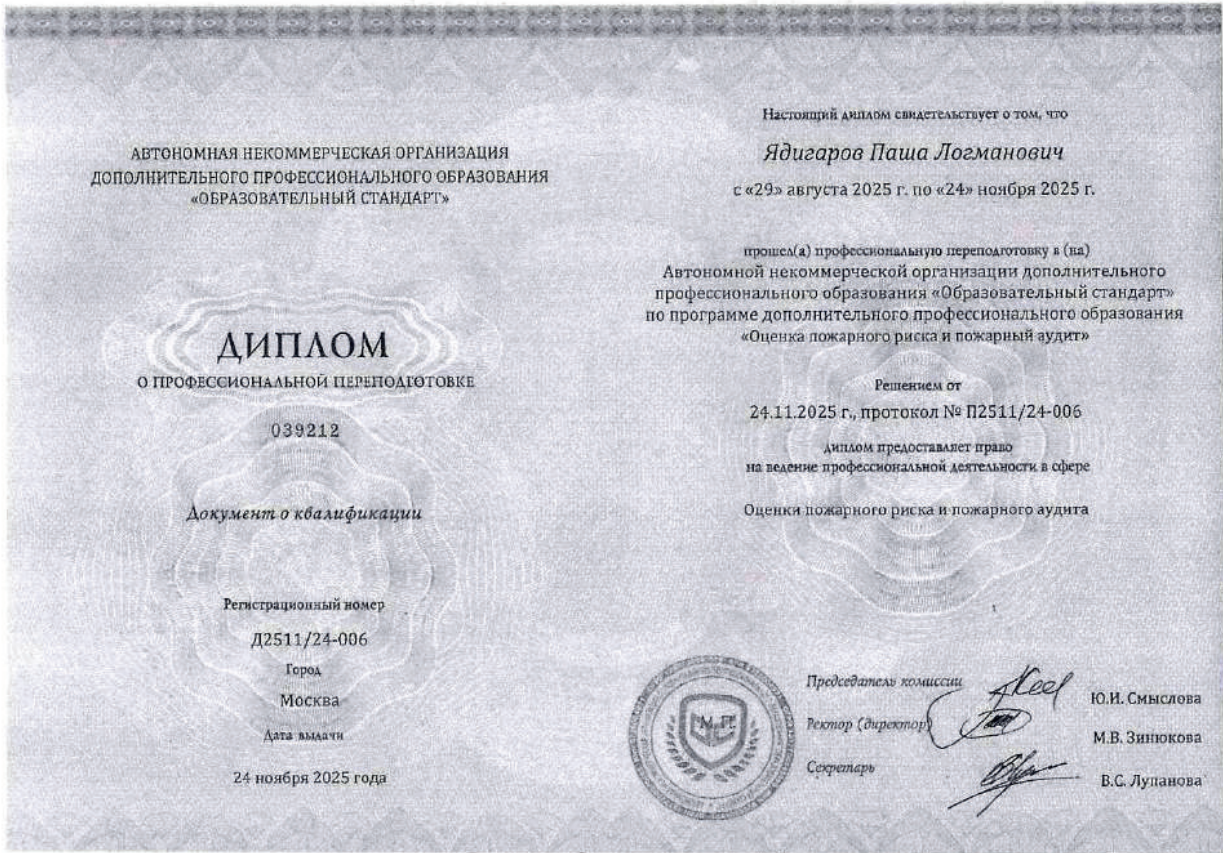 АВТОНОМНАЯ НЕКОММЕРЧЕСКАЯ ОРГАНИЗАЦИЯ
ДОПОЛНИТЕЛЬНОГО ПРОФЕССИОНАЛЬНОГО ОБРАЗОВАНИЯ
«ОБРАЗОВАТЕЛЬНЫЙ СТАНДАРТ»
ДИПЛОМ
О ПРОФЕССИОНАЛЬНОЙ ПЕРЕПОДГОТОВКЕ
039212
Документ о квалификации
Регистрационный номер
Д2511/24-006
Город
Москва
Дата выдачи
24 ноября 2025 года
Настоящий диплом свидетельствует о том, что
Ядигаров Паша Логманович
с «29» августа 2025 г. по «24» ноября 2025 г.
прошел(а) профессиональную переподготовку в (на)
Автономной некоммерческой организации дополнительного
профессионального образования «Образовательный стандарт»
по программе дополнительного профессионального образования
«Оценка пожарного риска и пожарный аудит»
Решением от
24.11.2025 г., протокол № П2511/24-006
диплом предоставляет право
на ведение профессиональной деятельности в сфере
Оценки пожарного риска и пожарного аудита
М.П.
Председатель комиссии Ю.И. Смыслова
Ректор (директор) М.В. Зинюкова
Секретарь В.С. Лупанова